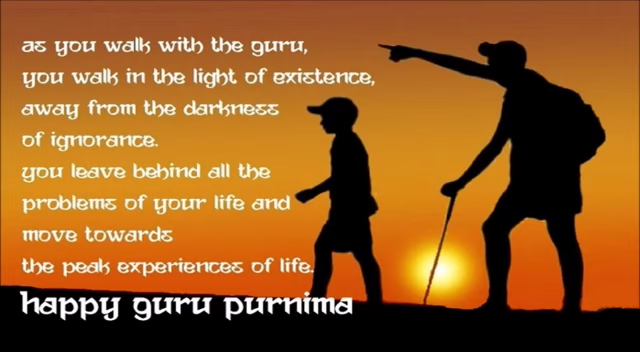 as you walk with the guru,
you walk in the light of existence,
away from the darkness
of ignorance.
you leave behind all the
problems of your life and
move towards
the peak experiences of life.
happy guru purnima